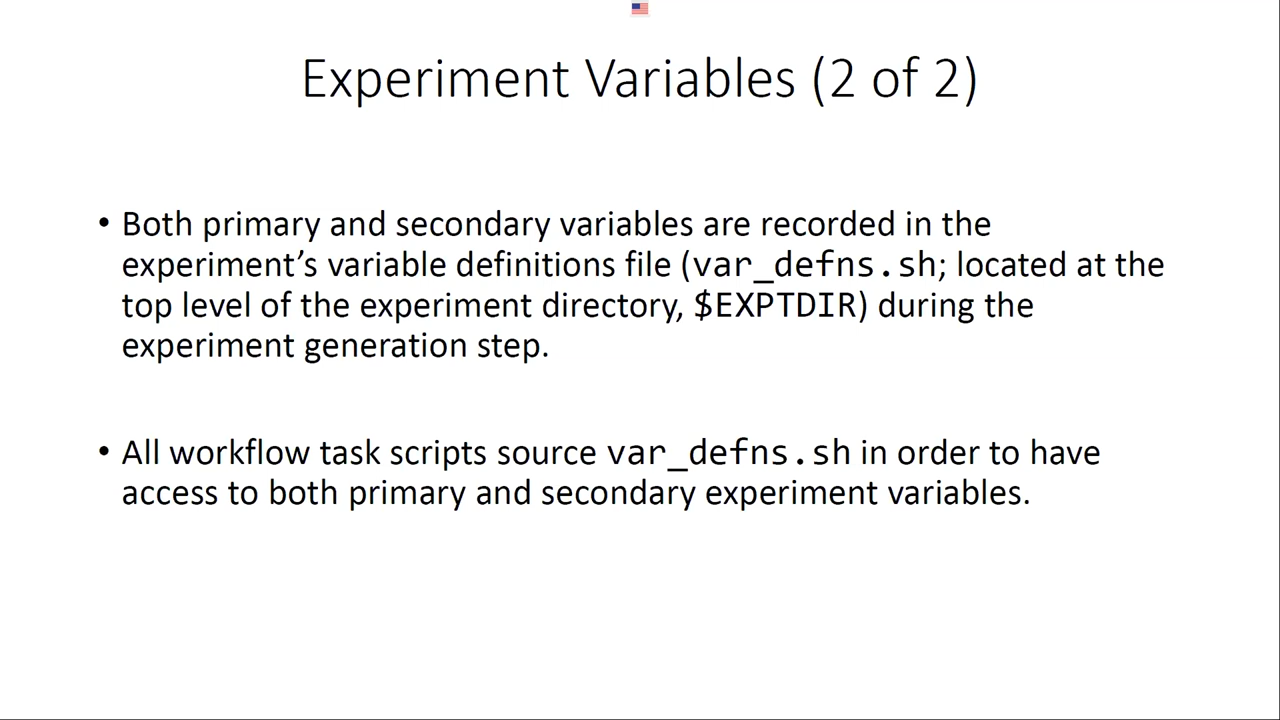 Experiment Variables (2 of 2)
• Both primary and secondary variables are recorded in the
experiment’s variable definitions file (var_defns.sh; located at the
top level of the experiment directory, $EXPTDIR) during the
experiment generation step.
• All workflow task scripts source var_defns.sh in order to have
access to both primary and secondary experiment variables.